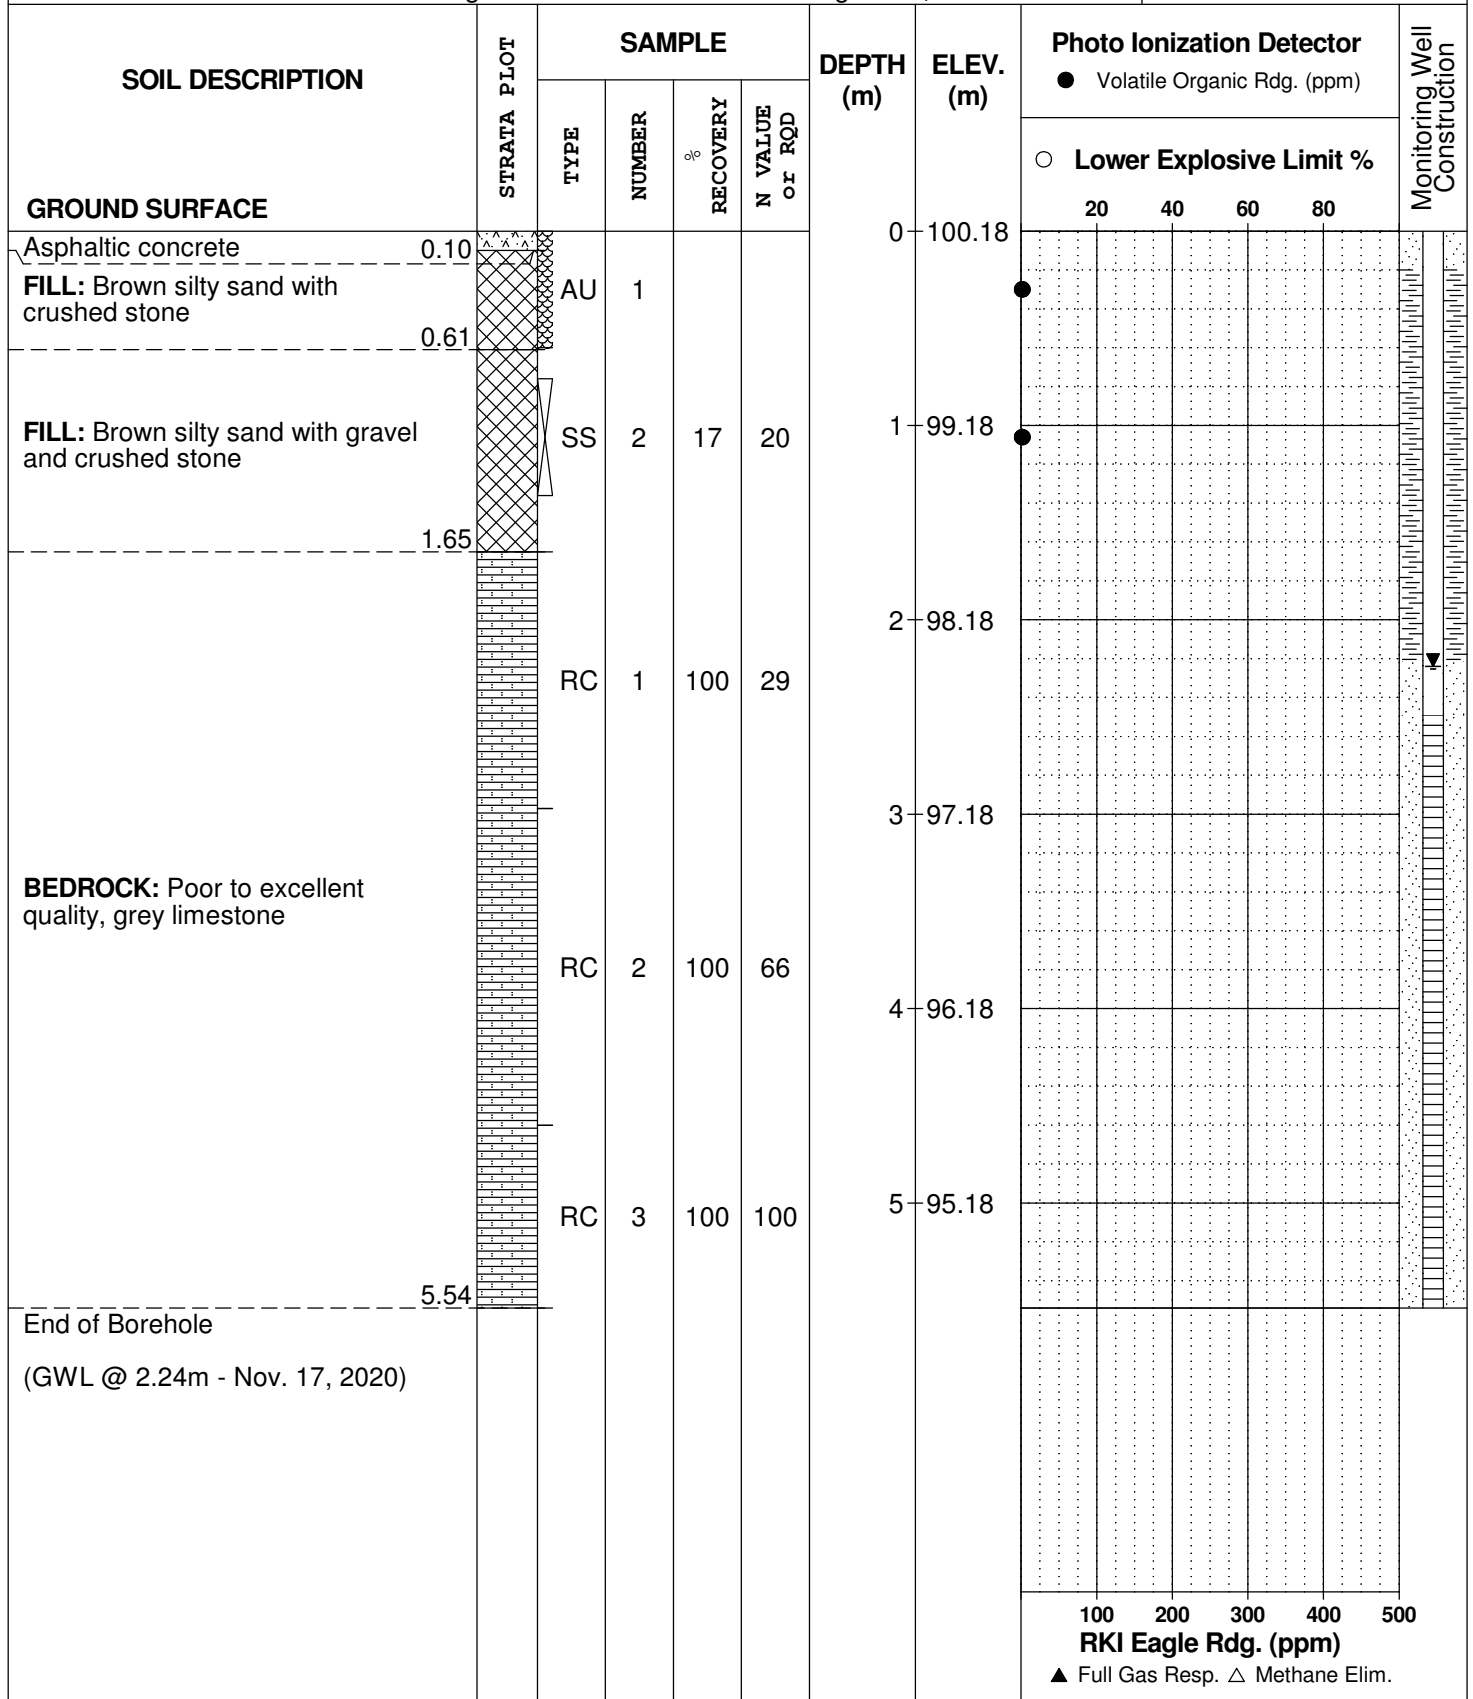 SOIL DESCRIPTION
GROUND SURFACE
STRATA PLOT
SAMPLE
TYPE
NUMBER
%
RECOVERY
N VALUE
or RQD
DEPTH
(m)
ELEV.
(m)
Photo Ionization Detector
● Volatile Organic Rdg. (ppm)
○ Lower Explosive Limit %
20 40 60 80
Monitoring Well
Construction
0 100.18
Asphaltic concrete 0.10
FILL: Brown silty sand with
crushed stone
0.61
AU 1
FILL: Brown silty sand with gravel
and crushed stone
1.65
SS 2 17 20
1 99.18
2 98.18
RC 1 100 29
3 97.18
BEDROCK: Poor to excellent
quality, grey limestone
RC 2 100 66
4 96.18
5 95.18
RC 3 100 100
5.54
End of Borehole
(GWL @ 2.24m - Nov. 17, 2020)
100 200 300 400 500
RKI Eagle Rdg. (ppm)
▲ Full Gas Resp. △ Methane Elim.